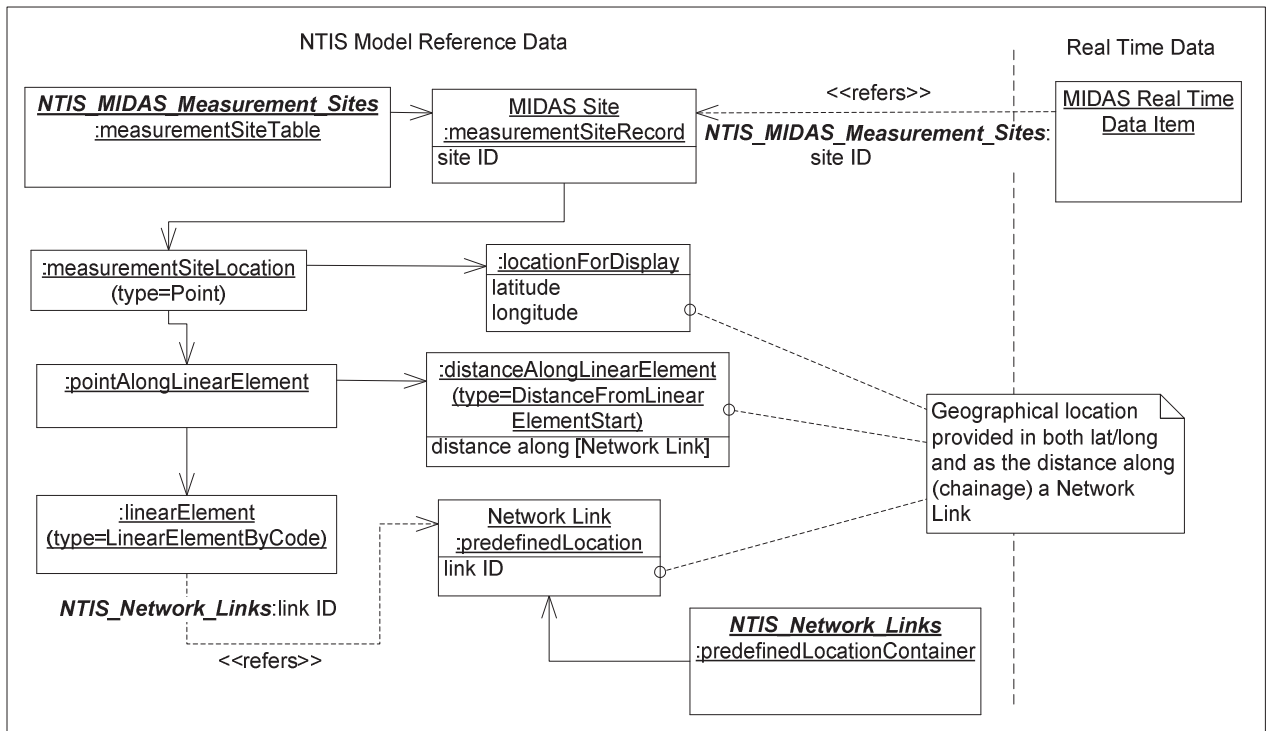 NTIS Model Reference Data
Real Time Data
NTIS_MIDAS_Measurement_Sites
:measurementSiteTable
MIDAS Site
:measurementSiteRecord
site ID
<<refers>>
NTIS_MIDAS_Measurement_Sites:
site ID
MIDAS Real Time
Data Item
:measurementSiteLocation
(type=Point)
:locationForDisplay
latitude
longitude
:pointAlongLinearElement
:distanceAlongLinearElement
(type=DistanceFromLinear
ElementStart)
distance along [Network Link]
Geographical location
provided in both lat/long
and as the distance along
(chainage) a Network
Link
:linearElement
(type=LinearElementByCode)
Network Link
:predefinedLocation
link ID
NTIS_Network_Links:link ID
<<refers>>
NTIS_Network_Links
:predefinedLocationContainer